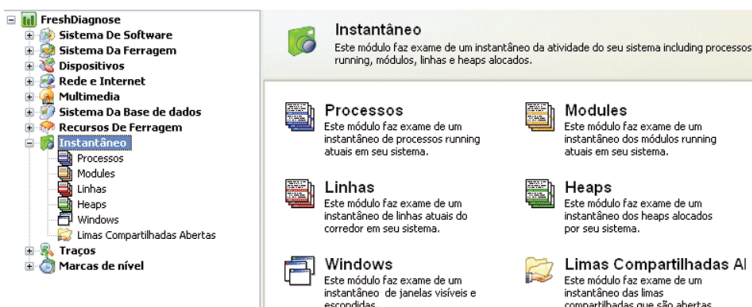 FreshDiagnose
Sistema De Software
Sistema Da Ferragem
Dispositivos
Rede e Internet
Multimedia
Sistema Da Base de dados
Recursos De Ferragem
Instantâneo
Processos
Modules
Linhas
Heaps
Windows
Limas Compartilhadas Abertas
Traços
Marcas de nível
Instantâneo
Este módulo faz exame de um instantâneo da atividade do seu sistema including processos
running, módulos, linhas e heaps alocados.
Processos
Este módulo faz exame de um
instantâneo de processos running
atuais em seu sistema.
Modules
Este módulo faz exame de um
instantâneo dos módulos running
atuais em seu sistema.
Linhas
Este módulo faz exame de um
instantâneo de linhas atuais do
corredor em seu sistema.
Heaps
Este módulo faz exame de um
instantâneo dos heaps alocados
por seu sistema.
Windows
Este módulo faz exame de um
instantâneo de janelas visíveis e
escondidas
Limas Compartilhadas Al
Este módulo faz exame de um
instantâneo das limas
compartilhadas que são abertas